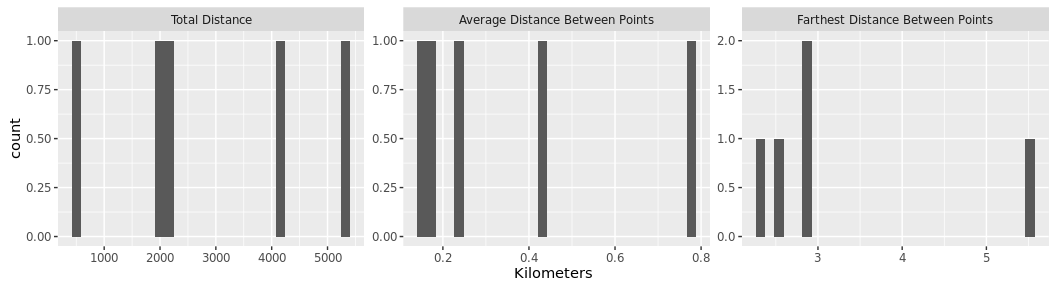 Total Distance
Average Distance Between Points
Farthest Distance Between Points
count
1.00
0.75
0.50
0.25
0.00
1000 2000 3000 4000 5000
1.00
0.75
0.50
0.25
0.00
0.2 0.4 0.6 0.8
2.0
1.5
1.0
0.5
0.0
3 4 5
Kilometers